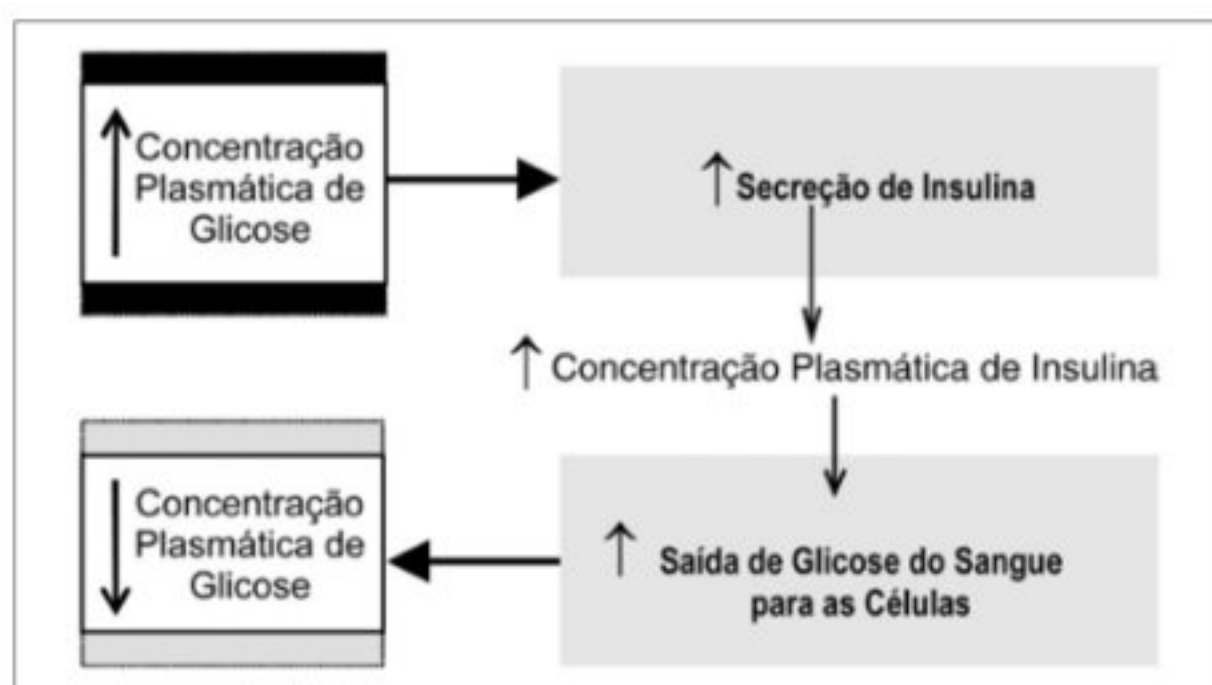 ↑ Concentração
Plasmática de
Glicose
↑ Secreção de Insulina
↑ Concentração Plasmática de Insulina
↑ Saída de Glicose do Sangue
para as Células
↓ Concentração
Plasmática de
Glicose